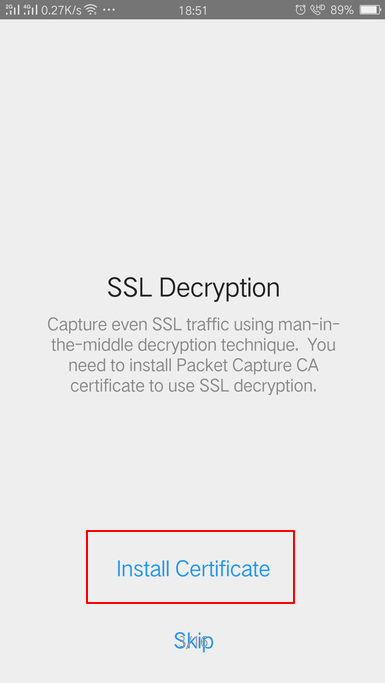 2G 4G 0.27K/s ··· 18:51 HD 89%
SSL Decryption
Capture even SSL traffic using man-in-
the-middle decryption technique. You
need to install Packet Capture CA
certificate to use SSL decryption.
Install Certificate
Skip